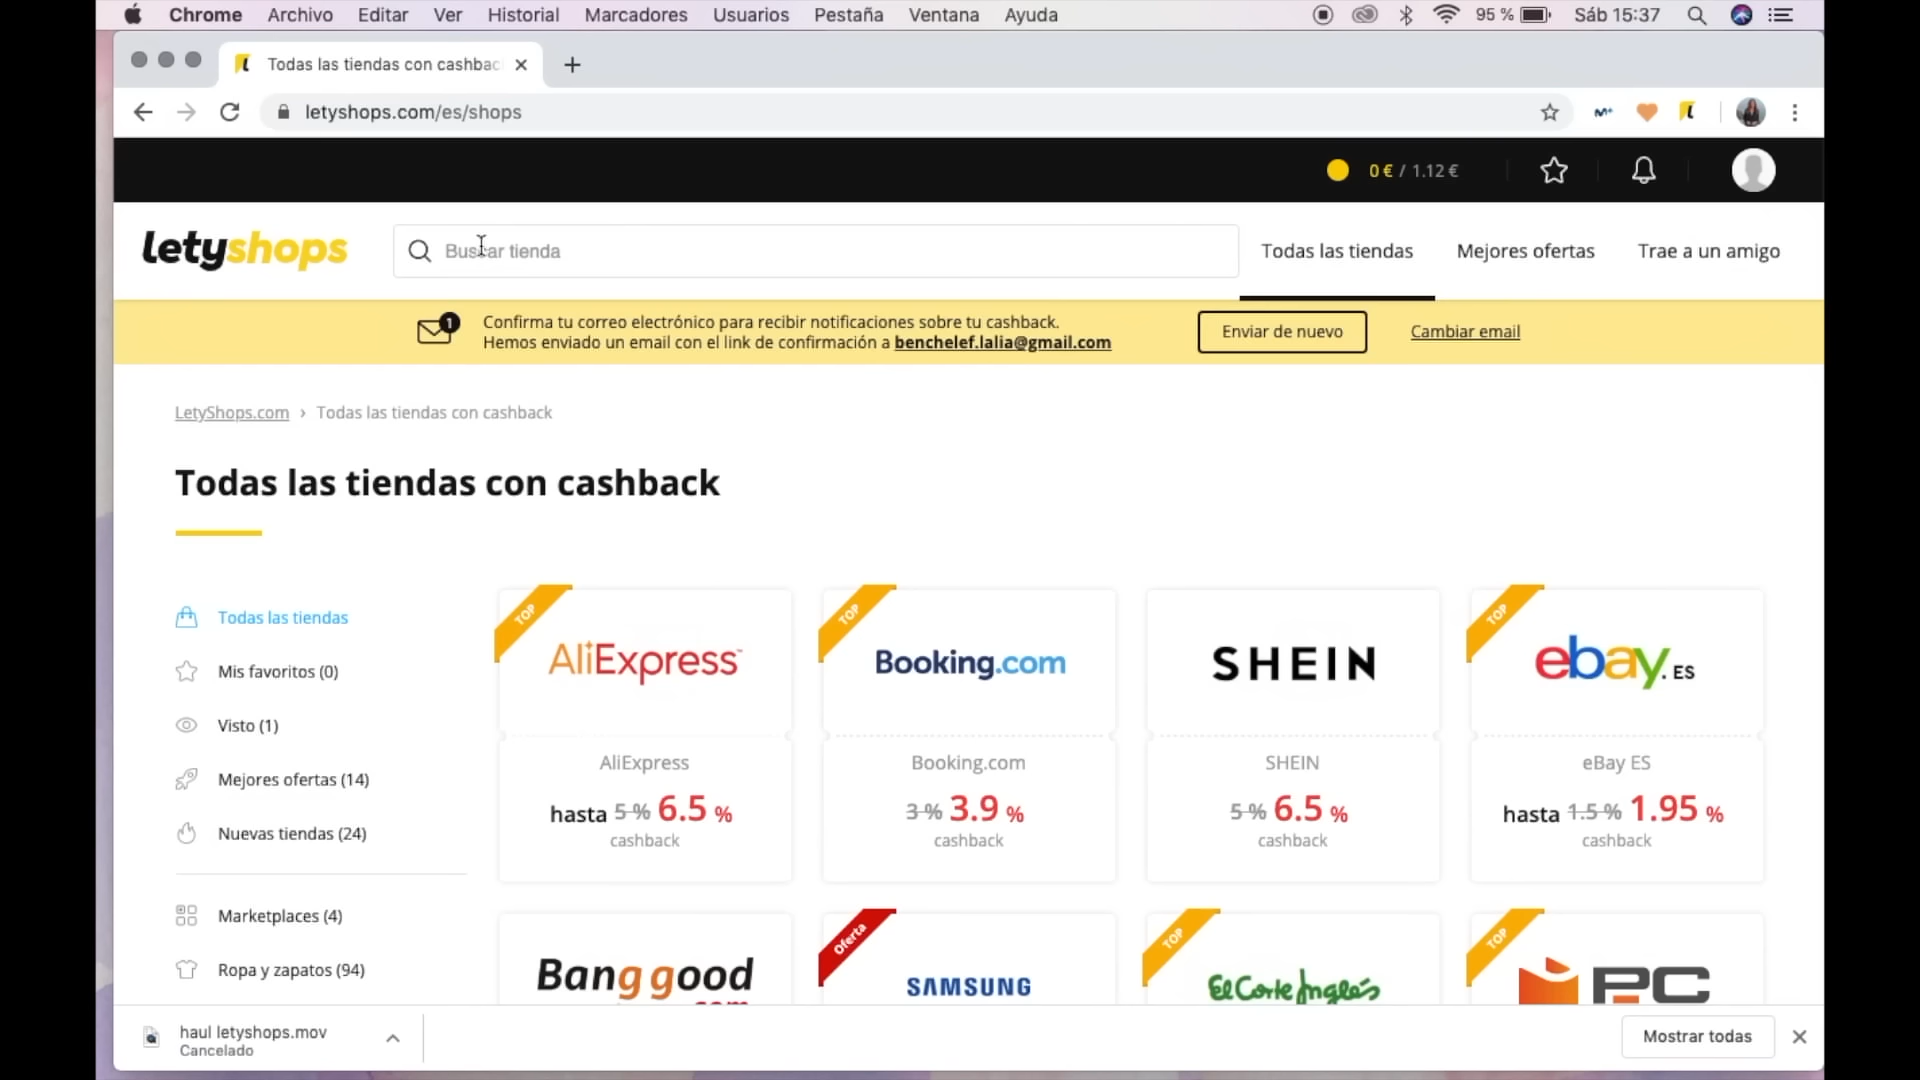 Chrome Archivo Editar Ver Historial Marcadores Usuarios Pestaña Ventana Ayuda 95 % Sáb 15:37
Todas las tiendas con cashbac
letyshops.com/es/shops
0 € / 1.12 €
letyshops
Buscar tienda
Todas las tiendas
Mejores ofertas
Trae a un amigo
1
Confirma tu correo electrónico para recibir notificaciones sobre tu cashback.
Hemos enviado un email con el link de confirmación a benchelef.lalia@gmail.com
Enviar de nuevo
Cambiar email
LetyShops.com › Todas las tiendas con cashback
Todas las tiendas con cashback
Todas las tiendas
Mis favoritos (0)
Visto (1)
Mejores ofertas (14)
Nuevas tiendas (24)
Marketplaces (4)
Ropa y zapatos (94)
TOP
AliExpress
AliExpress
hasta 5 % 6.5 %
cashback
TOP
Booking.com
Booking.com
3 % 3.9 %
cashback
SHEIN
SHEIN
5 % 6.5 %
cashback
TOP
ebay.ES
eBay ES
hasta 1.5 % 1.95 %
cashback
Banggood
.com
Oferta
SAMSUNG
TOP
El Corte Inglés
TOP
PC
haul letyshops.mov
Cancelado
Mostrar todas